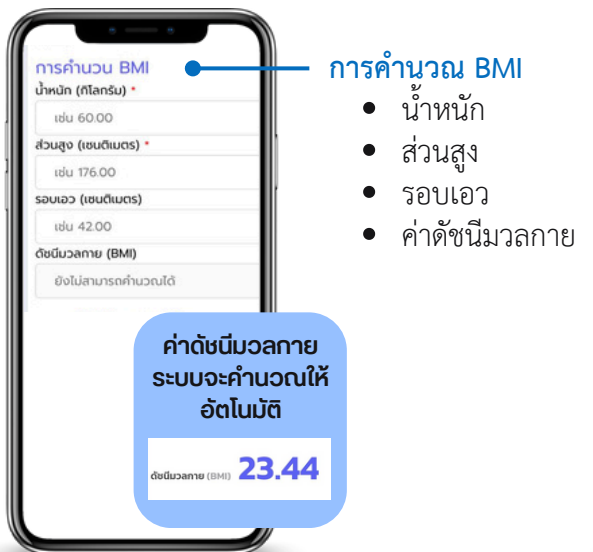 การคำนวน BMI
น้ำหนัก (กิโลกรัม) *
เช่น 60.00
ส่วนสูง (เซนติเมตร) *
เช่น 176.00
รอบเอว (เซนติเมตร)
เช่น 42.00
ดัชนีมวลกาย (BMI)
ยังไม่สามารถคำนวณได้
ค่าดัชนีมวลกาย
ระบบจะคำนวณให้
อัตโนมัติ
ดัชนีมวลกาย (BMI) 23.44
การคำนวณ BMI
• น้ำหนัก
• ส่วนสูง
• รอบเอว
• ค่าดัชนีมวลกาย